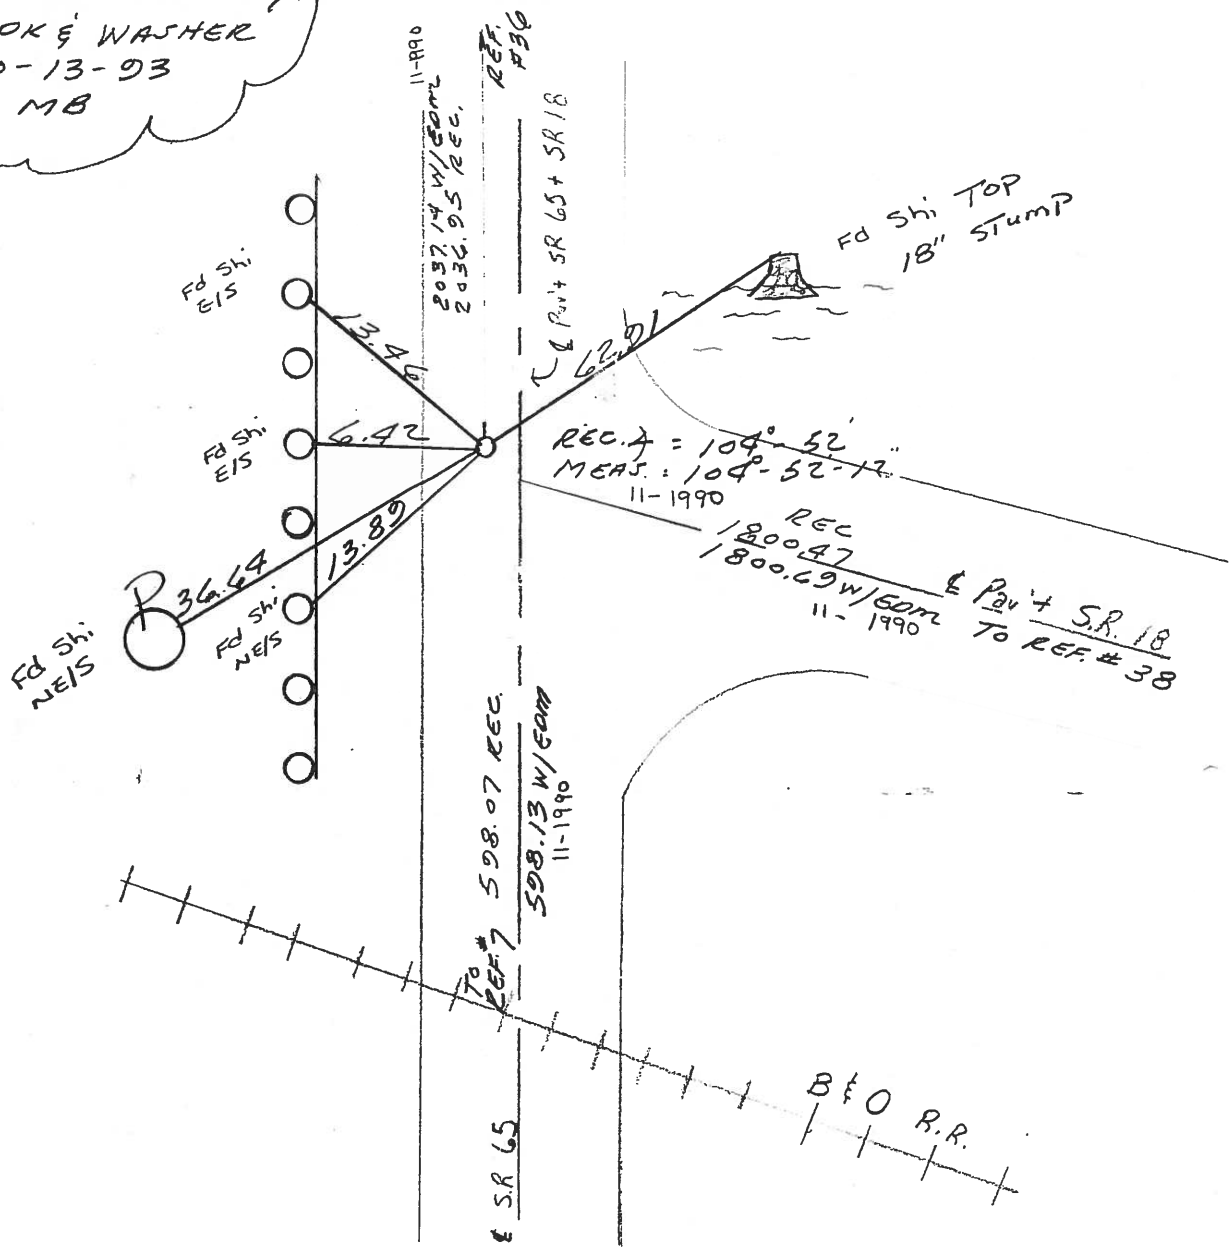 OK & WASHER
-13-93
MB
11-1990
2037.14 W/EDM
2036.95 REC.
REF.
#36
℄ Pav't SR 65 + SR 18
Fd Shi TOP
18" STUMP
Fd Shi
E/S
13.46
62.91
Fd Shi
E/S
6.42
REC. ∡ = 104°-52'
MEAS. = 104°-52'-12"
11-1990
36.64
13.89
P
Fd Shi
NE/S
Fd Shi
NE/S
REC
1800.47
1800.69 W/EDM
11-1990
℄ Pav't S.R. 18
TO REF. # 38
598.07 REC.
598.13 W/EDM
11-1990
TO
REF. # 7
℄ S.R 65
B & O R.R.